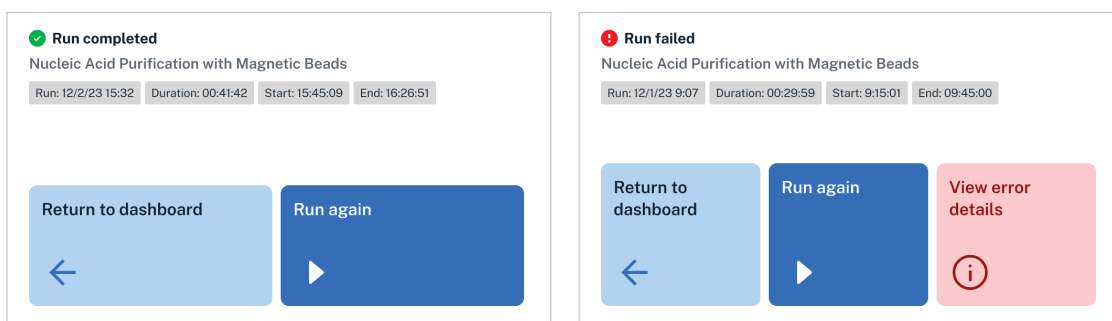 Run completed
Nucleic Acid Purification with Magnetic Beads
Run: 12/2/23 15:32 Duration: 00:41:42 Start: 15:45:09 End: 16:26:51
Return to dashboard
Run again
Run failed
Nucleic Acid Purification with Magnetic Beads
Run: 12/1/23 9:07 Duration: 00:29:59 Start: 9:15:01 End: 09:45:00
Return to
dashboard
Run again
View error
details